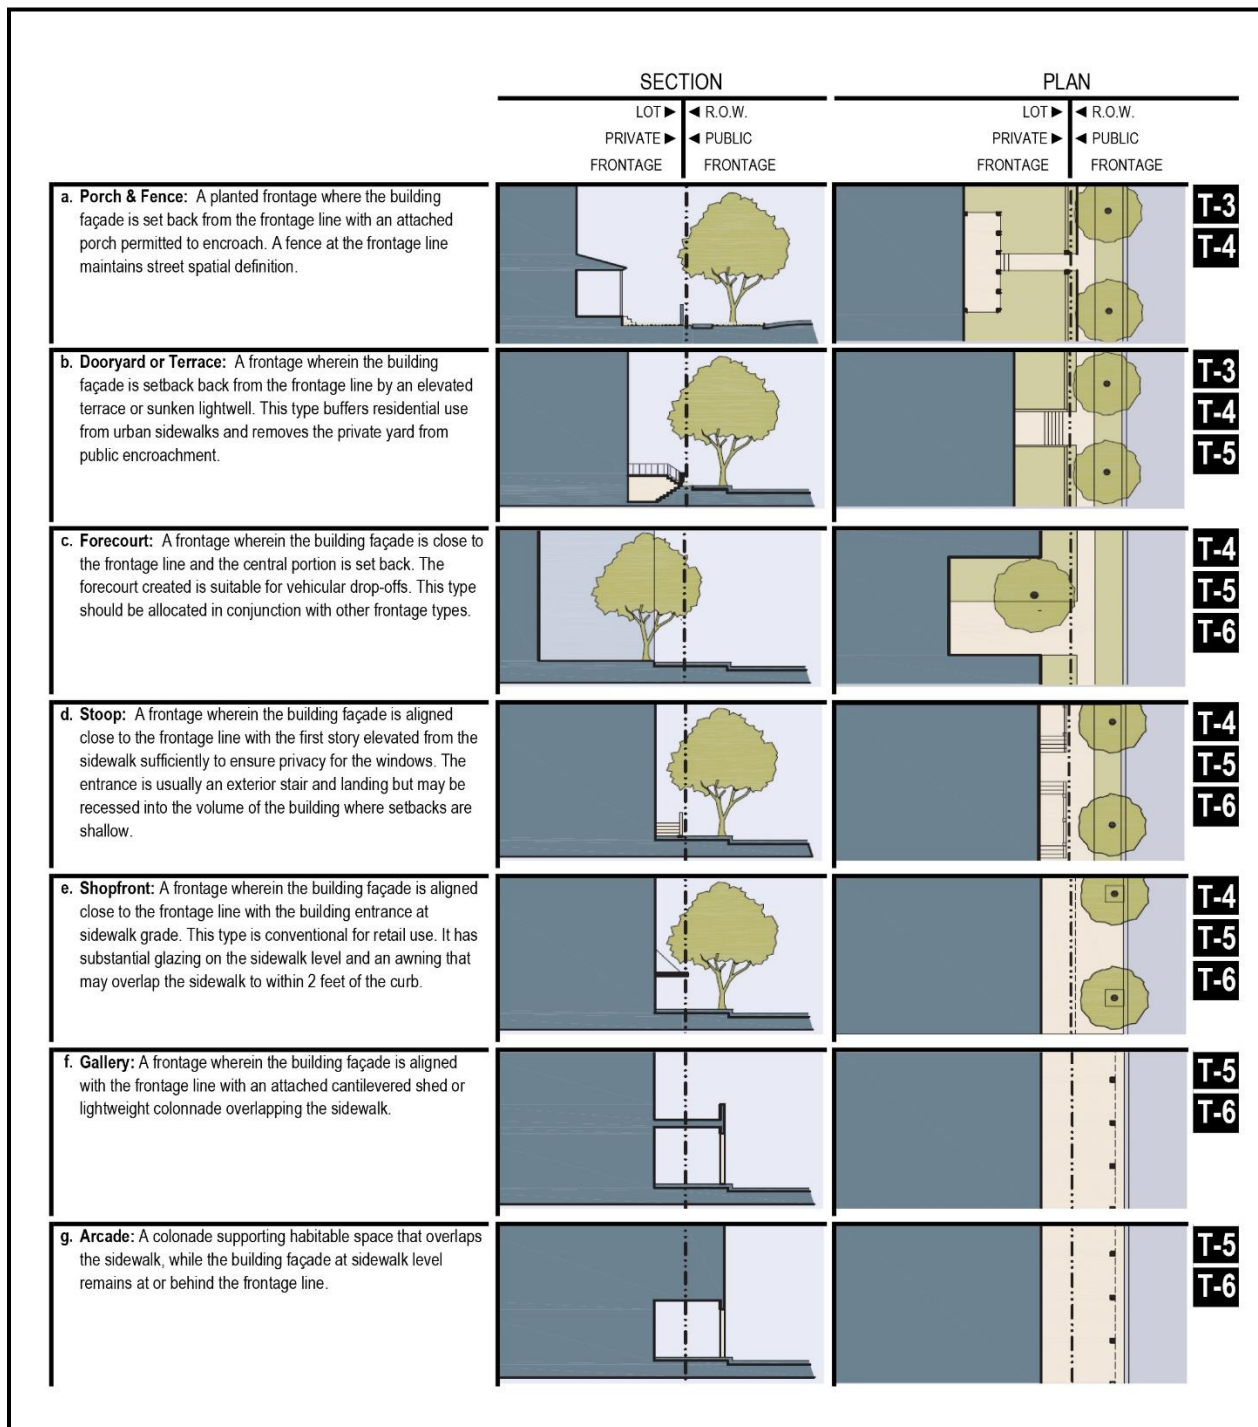 SECTION
PLAN
LOT ▶ ◀ R.O.W.
PRIVATE ▶ ◀ PUBLIC
FRONTAGE FRONTAGE
LOT ▶ ◀ R.O.W.
PRIVATE ▶ ◀ PUBLIC
FRONTAGE FRONTAGE
a. Porch & Fence: A planted frontage where the building
façade is set back from the frontage line with an attached
porch permitted to encroach. A fence at the frontage line
maintains street spatial definition.
T-3
T-4
b. Dooryard or Terrace: A frontage wherein the building
façade is setback back from the frontage line by an elevated
terrace or sunken lightwell. This type buffers residential use
from urban sidewalks and removes the private yard from
public encroachment.
T-3
T-4
T-5
c. Forecourt: A frontage wherein the building façade is close to
the frontage line and the central portion is set back. The
forecourt created is suitable for vehicular drop-offs. This type
should be allocated in conjunction with other frontage types.
T-4
T-5
T-6
d. Stoop: A frontage wherein the building façade is aligned
close to the frontage line with the first story elevated from the
sidewalk sufficiently to ensure privacy for the windows. The
entrance is usually an exterior stair and landing but may be
recessed into the volume of the building where setbacks are
shallow.
T-4
T-5
T-6
e. Shopfront: A frontage wherein the building façade is aligned
close to the frontage line with the building entrance at
sidewalk grade. This type is conventional for retail use. It has
substantial glazing on the sidewalk level and an awning that
may overlap the sidewalk to within 2 feet of the curb.
T-4
T-5
T-6
f. Gallery: A frontage wherein the building façade is aligned
with the frontage line with an attached cantilevered shed or
lightweight colonnade overlapping the sidewalk.
T-5
T-6
g. Arcade: A colonade supporting habitable space that overlaps
the sidewalk, while the building façade at sidewalk level
remains at or behind the frontage line.
T-5
T-6